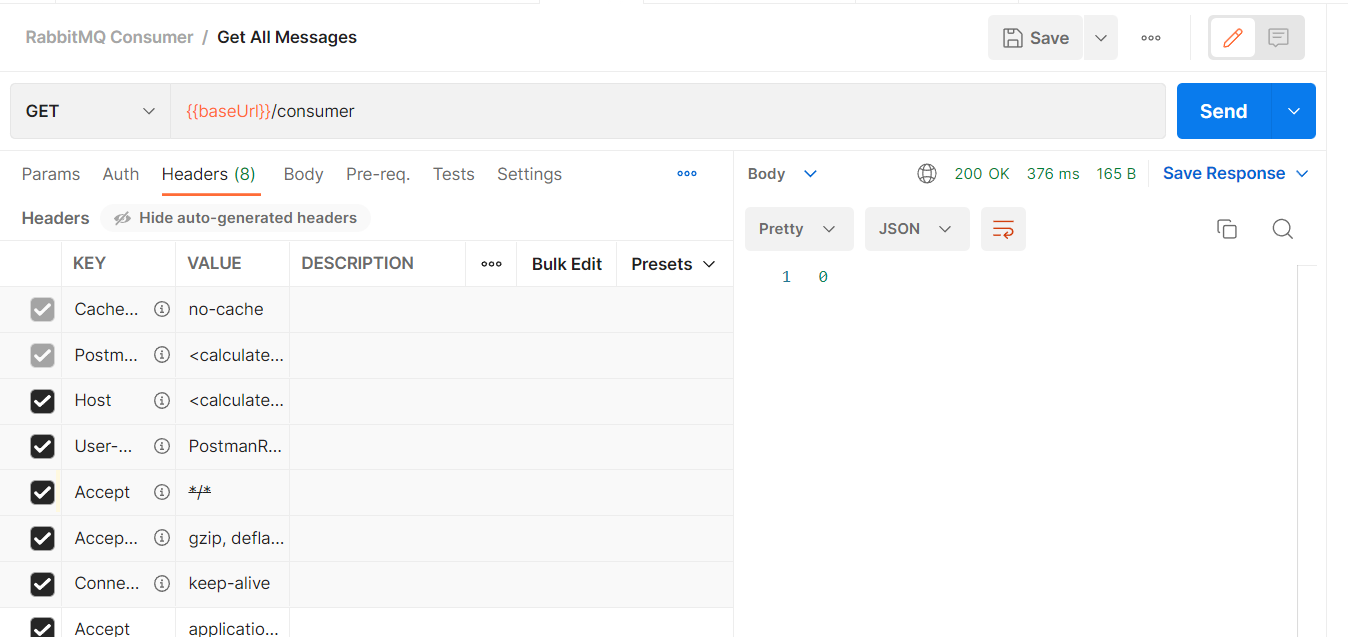 RabbitMQ Consumer / Get All Messages
Save
GET
{{baseUrl}}/consumer
Send
Params Auth Headers (8) Body Pre-req. Tests Settings
Headers
Hide auto-generated headers
KEY VALUE DESCRIPTION Bulk Edit Presets
Cache... no-cache
Postm... <calculate...
Host <calculate...
User-... PostmanR...
Accept */*
Accep... gzip, defla...
Conne... keep-alive
Accept applicatio...
Body
200 OK 376 ms 165 B Save Response
Pretty JSON
1 0